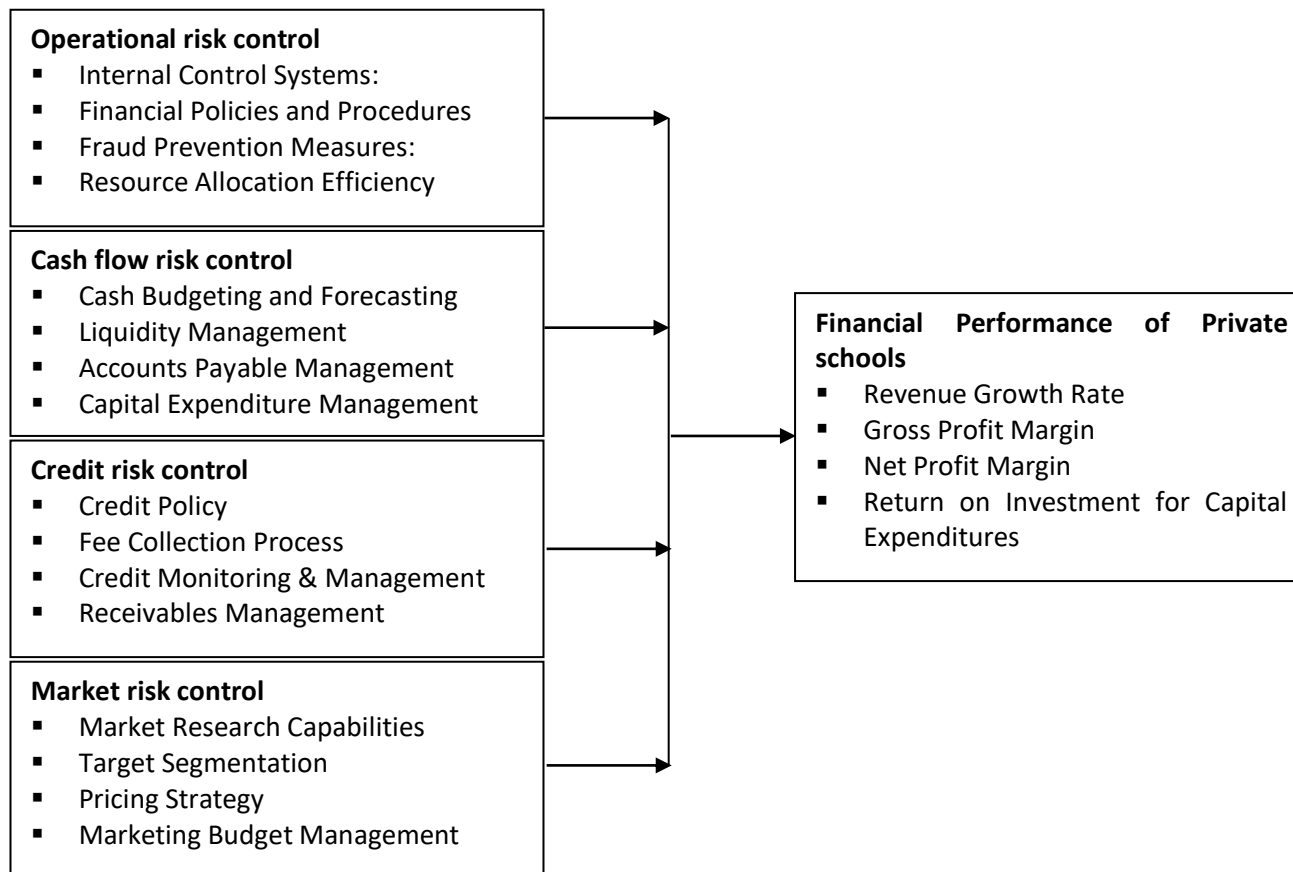 Operational risk control
▪ Internal Control Systems:
▪ Financial Policies and Procedures
▪ Fraud Prevention Measures:
▪ Resource Allocation Efficiency
Cash flow risk control
▪ Cash Budgeting and Forecasting
▪ Liquidity Management
▪ Accounts Payable Management
▪ Capital Expenditure Management
Credit risk control
▪ Credit Policy
▪ Fee Collection Process
▪ Credit Monitoring & Management
▪ Receivables Management
Market risk control
▪ Market Research Capabilities
▪ Target Segmentation
▪ Pricing Strategy
▪ Marketing Budget Management
Financial Performance of Private
schools
▪ Revenue Growth Rate
▪ Gross Profit Margin
▪ Net Profit Margin
▪ Return on Investment for Capital
Expenditures